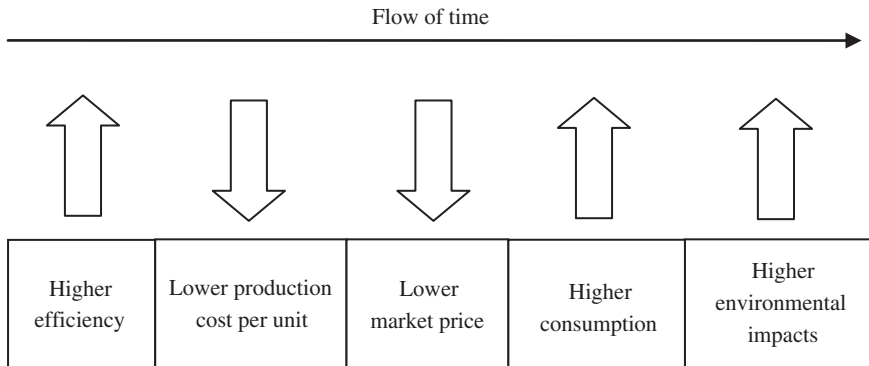 Flow of time
Higher
efficiency
Lower production
cost per unit
Lower
market price
Higher
consumption
Higher
environmental
impacts